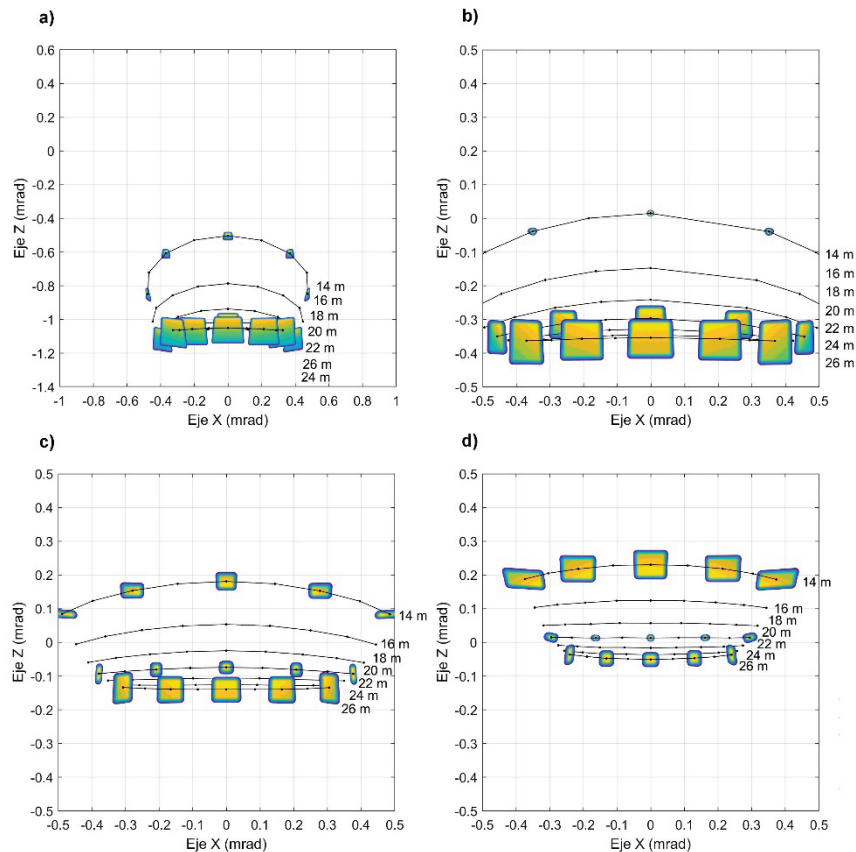 a)
0.6
0.4
0.2
0
-0.2
-0.4
-0.6
-0.8
-1
-1.2
-1.4
Eje Z (mrad)
14 m
16 m
18 m
20 m
22 m
26 m
24 m
-1 -0.8 -0.6 -0.4 -0.2 0 0.2 0.4 0.6 0.8 1
Eje X (mrad)
b)
0.5
0.4
0.3
0.2
0.1
0
-0.1
-0.2
-0.3
-0.4
-0.5
Eje Z (mrad)
14 m
16 m
18 m
20 m
22 m
24 m
26 m
-0.5 -0.4 -0.3 -0.2 -0.1 0 0.1 0.2 0.3 0.4 0.5
Eje X (mrad)
c)
0.5
0.4
0.3
0.2
0.1
0
-0.1
-0.2
-0.3
-0.4
-0.5
Eje Z (mrad)
14 m
16 m
18 m
20 m
22 m
24 m
26 m
-0.5 -0.4 -0.3 -0.2 -0.1 0 0.1 0.2 0.3 0.4 0.5
Eje X (mrad)
d)
0.5
0.4
0.3
0.2
0.1
0
-0.1
-0.2
-0.3
-0.4
-0.5
Eje Z (mrad)
14 m
16 m
18 m
20 m
22 m
24 m
26 m
-0.5 -0.4 -0.3 -0.2 -0.1 0 0.1 0.2 0.3 0.4 0.5
Eje X (mrad)